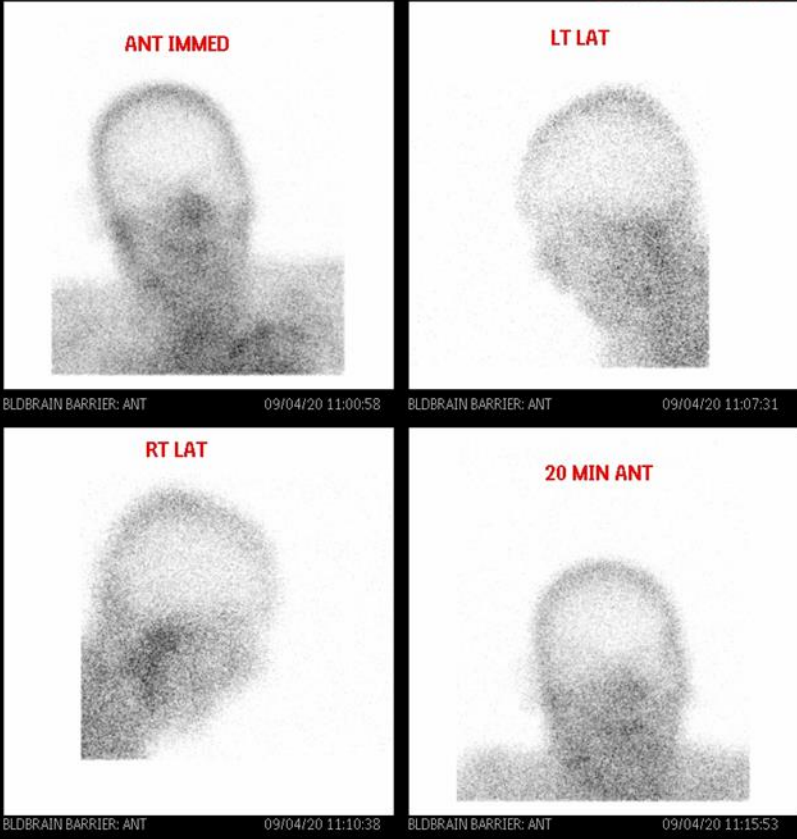 ANT IMMED
LT LAT
BLDBRAIN BARRIER: ANT 09/04/20 11:00:58
BLDBRAIN BARRIER: ANT 09/04/20 11:07:31
RT LAT
20 MIN ANT
BLDBRAIN BARRIER: ANT 09/04/20 11:10:38
BLDBRAIN BARRIER: ANT 09/04/20 11:15:53